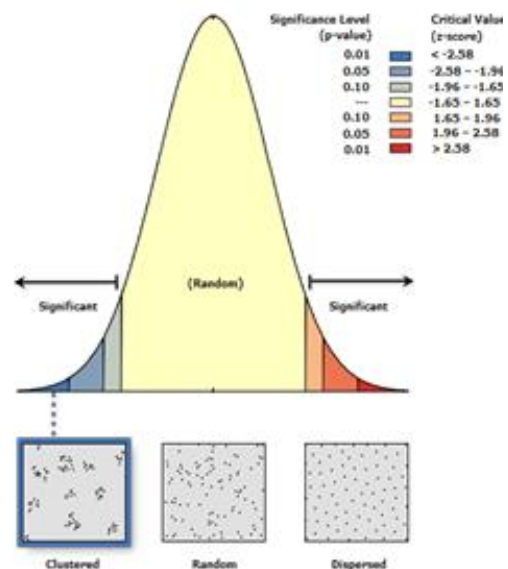 Significance Level Critical Value
(p-value) (z-score)
0.01 < -2.58
0.05 -2.58 – -1.96
0.10 -1.96 – -1.65
--- -1.65 – 1.65
0.10 1.65 – 1.96
0.05 1.96 – 2.58
0.01 > 2.58
(Random)
Significant Significant
Clustered Random Dispersed